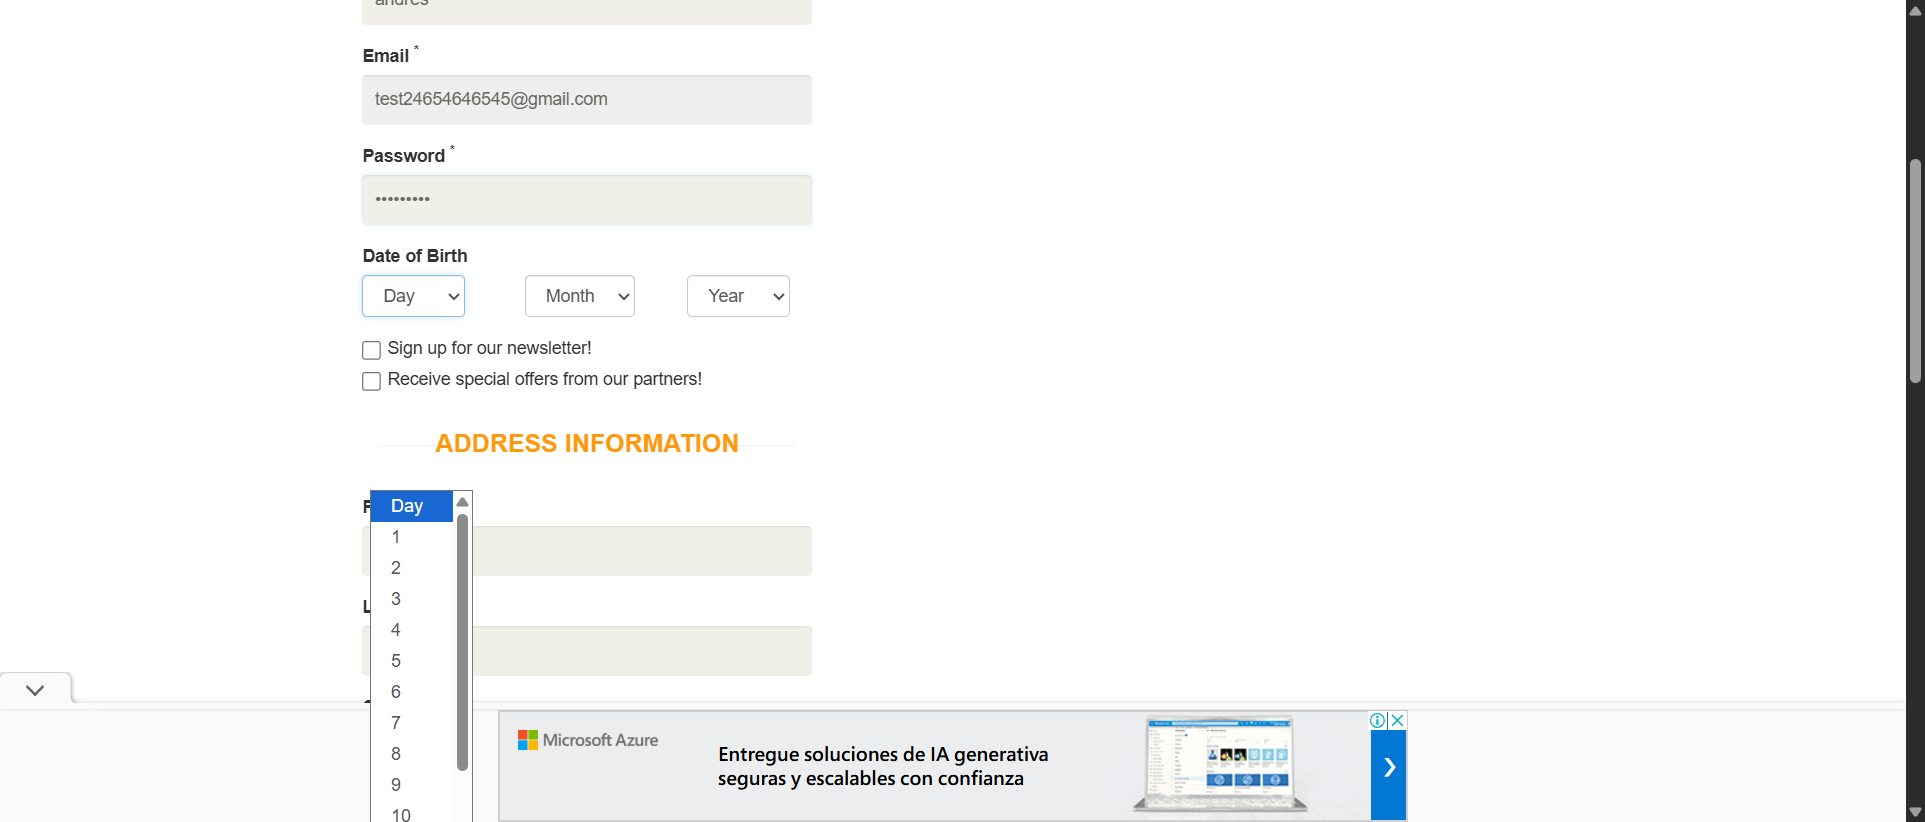 andres
Email *
test24654646545@gmail.com
Password *
•••••••••
Date of Birth
Day
Month
Year
Sign up for our newsletter!
Receive special offers from our partners!
ADDRESS INFORMATION
Day
1
2
3
4
5
6
7
8
9
10
Microsoft Azure
Entregue soluciones de IA generativa
seguras y escalables con confianza